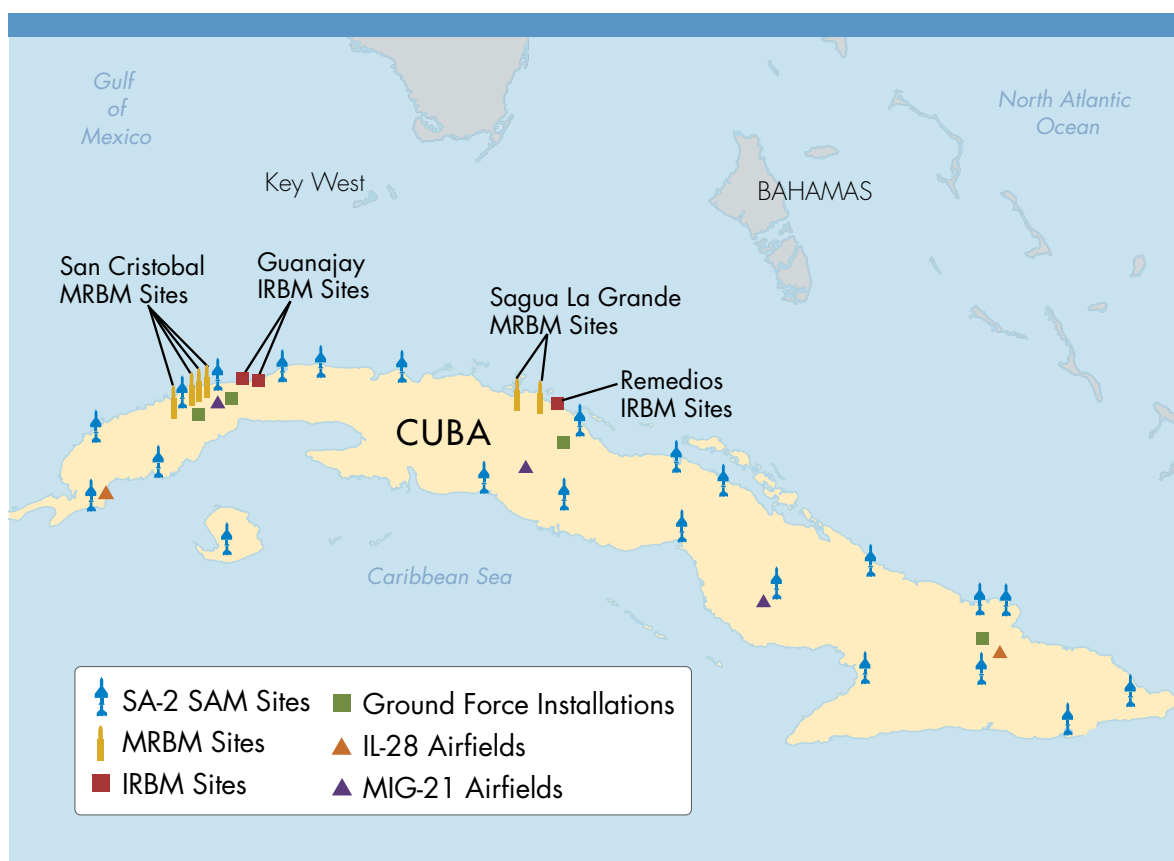 Gulf
of
Mexico
North Atlantic
Ocean
Key West
BAHAMAS
San Cristobal
MRBM Sites
Guanajay
IRBM Sites
Sagua La Grande
MRBM Sites
Remedios
IRBM Sites
CUBA
Caribbean Sea
SA-2 SAM Sites
MRBM Sites
IRBM Sites
Ground Force Installations
IL-28 Airfields
MIG-21 Airfields